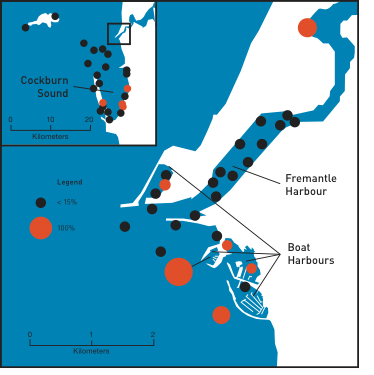 Cockburn
Sound
0 10 20
Kilometers
Legend
< 15%
100%
Fremantle
Harbour
Boat
Harbours
0 1 2
Kilometers